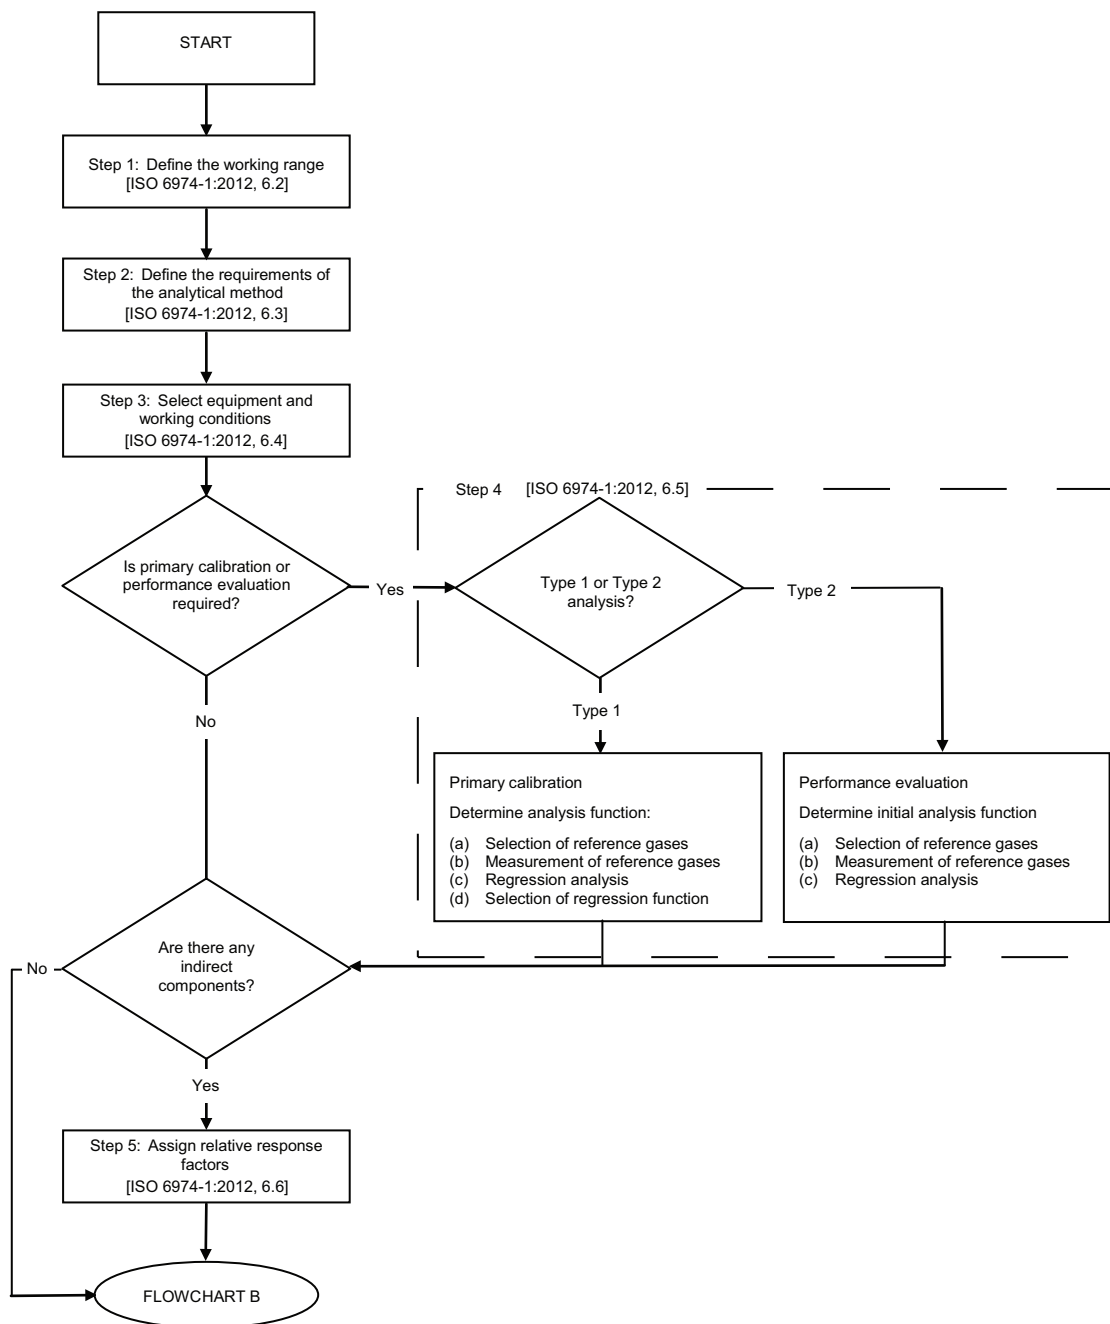 START
Step 1: Define the working range
[ISO 6974-1:2012, 6.2]
Step 2: Define the requirements of
the analytical method
[ISO 6974-1:2012, 6.3]
Step 3: Select equipment and
working conditions
[ISO 6974-1:2012, 6.4]
Step 4 [ISO 6974-1:2012, 6.5]
Is primary calibration or
performance evaluation
required?
Yes
Type 1 or Type 2
analysis?
Type 2
No
Type 1
Primary calibration
Determine analysis function:
(a) Selection of reference gases
(b) Measurement of reference gases
(c) Regression analysis
(d) Selection of regression function
Performance evaluation
Determine initial analysis function
(a) Selection of reference gases
(b) Measurement of reference gases
(c) Regression analysis
Are there any
indirect
components?
No
Yes
Step 5: Assign relative response
factors
[ISO 6974-1:2012, 6.6]
FLOWCHART B